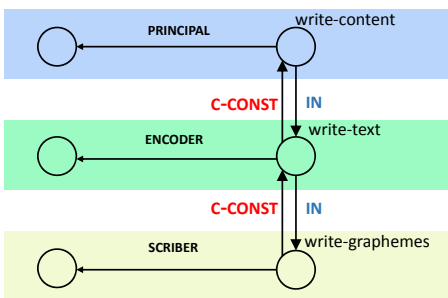 write-content
PRINCIPAL
C-CONST IN
write-text
ENCODER
C-CONST IN
write-graphemes
SCRIBER